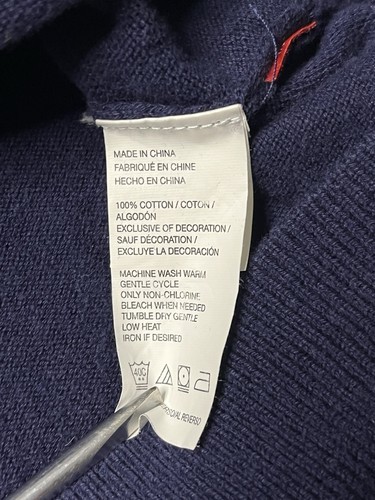 MADE IN CHINA
FABRIQUÉ EN CHINE
HECHO EN CHINA
100% COTTON / COTON /
ALGODÓN
EXCLUSIVE OF DECORATION /
SAUF DÉCORATION /
EXCLUYE LA DECORACIÓN
MACHINE WASH WARM
GENTLE CYCLE
ONLY NON-CHLORINE
BLEACH WHEN NEEDED
TUMBLE DRY GENTLE
LOW HEAT
IRON IF DESIRED
40C
REVERSO